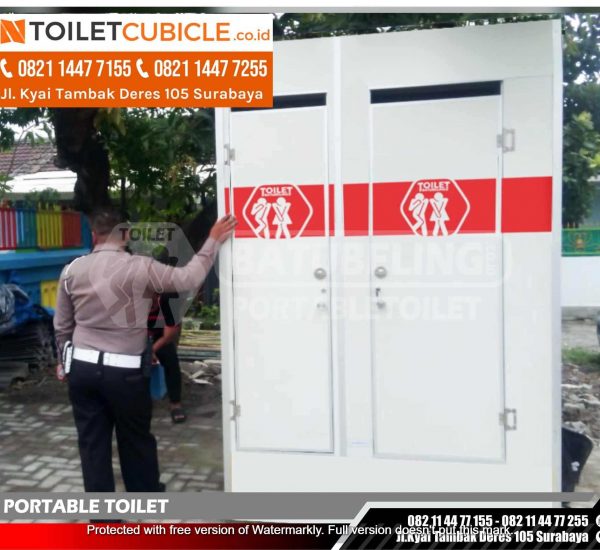 TOILETCUBICLE.co.id
0821 1447 7155 0821 1447 7255
Jl. Kyai Tambak Deres 105 Surabaya
TOILET
TOILET
TOILET
BATUBELING
PORTABLETOILET
PORTABLE TOILET
082 11 44 77 155 - 082 11 44 77 255
Jl.Kyai Tambak Deres 105 Surabaya
Protected with free version of Watermarkly. Full version doesn't put this mark.